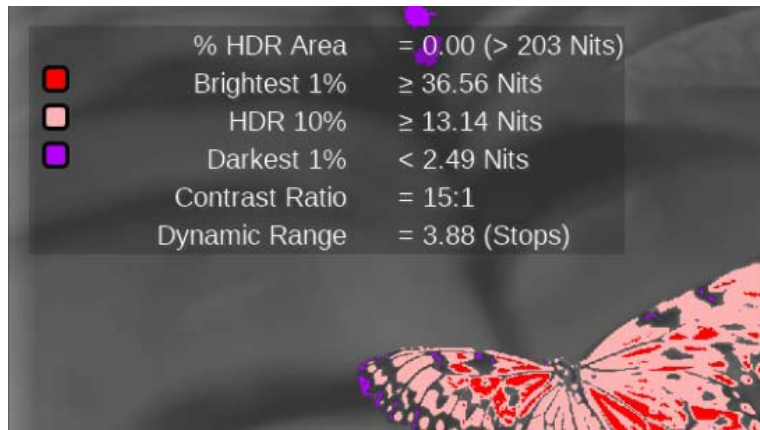 % HDR Area = 0.00 (> 203 Nits)
Brightest 1% ≥ 36.56 Nits
HDR 10% ≥ 13.14 Nits
Darkest 1% < 2.49 Nits
Contrast Ratio = 15:1
Dynamic Range = 3.88 (Stops)